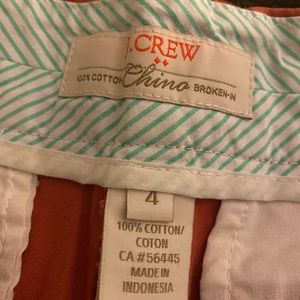 J.CREW
100% COTTON Chino BROKEN-IN
4
100% COTTON/
COTON
CA #56445
MADE IN
INDONESIA